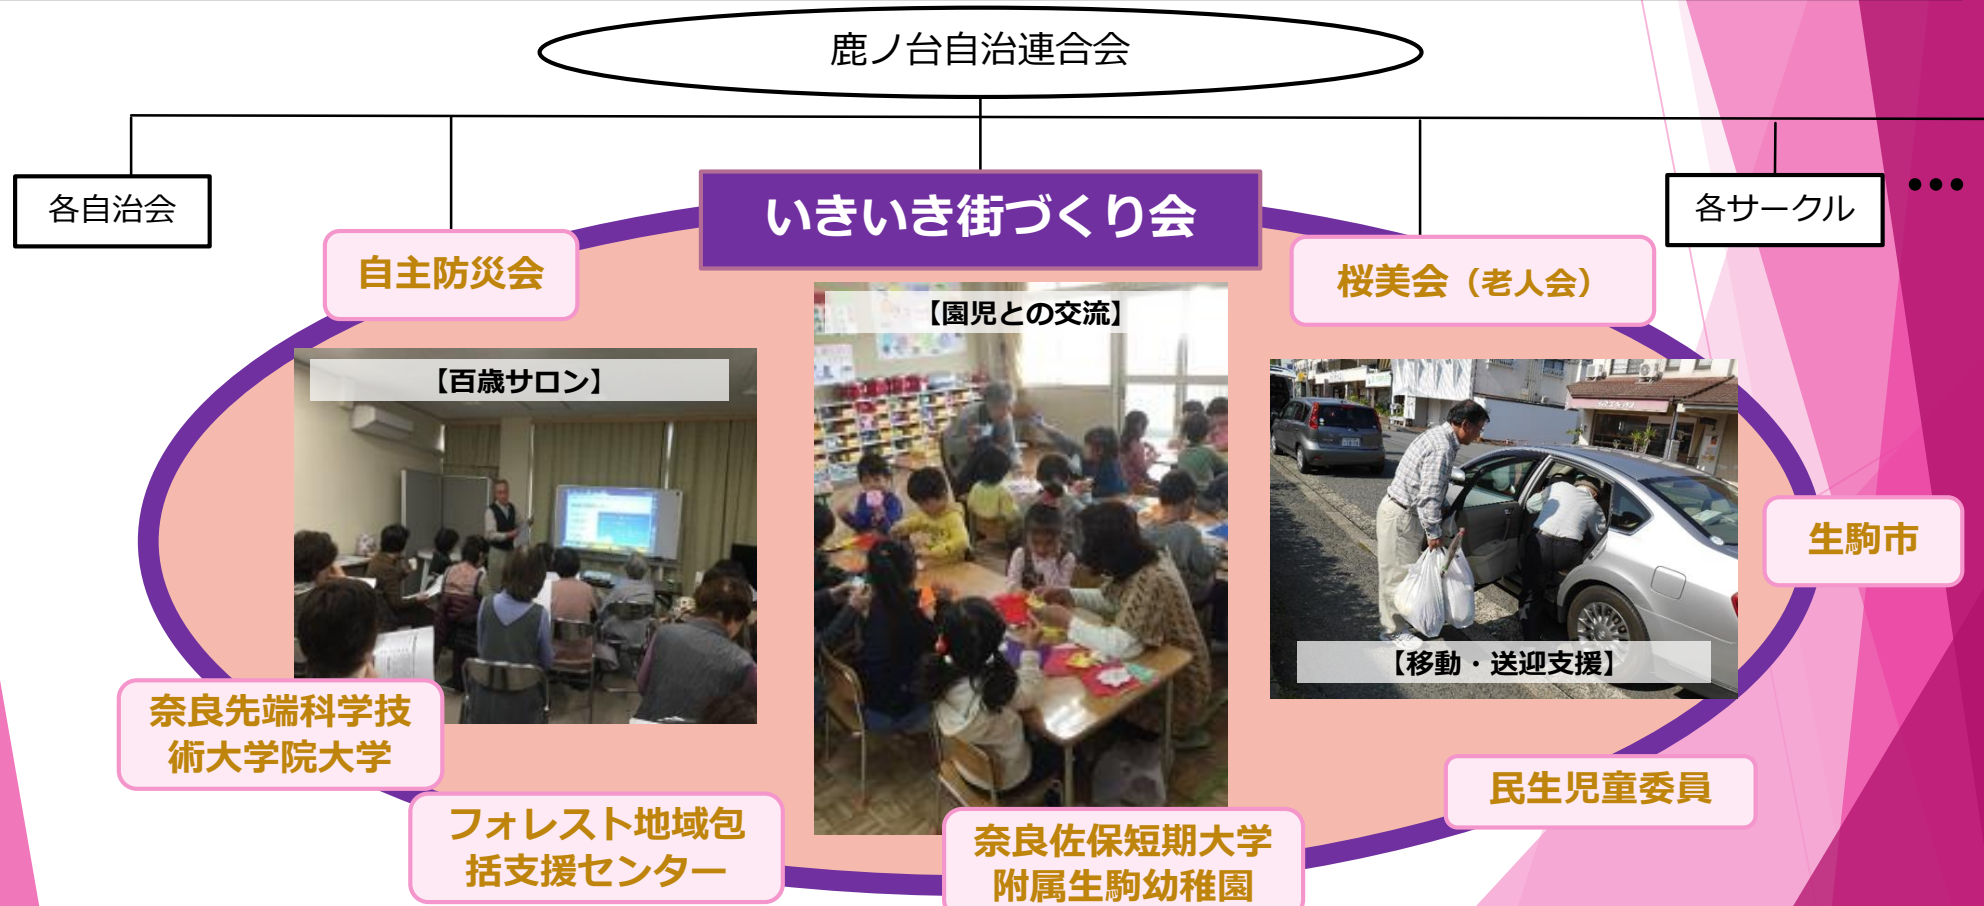 鹿ノ台自治連合会
各自治会
いきいき街づくり会
各サークル
•••
自主防災会
桜美会（老人会）
【園児との交流】
【百歳サロン】
生駒市
【移動・送迎支援】
奈良先端科学技
術大学院大学
民生児童委員
フォレスト地域包
括支援センター
奈良佐保短期大学
附属生駒幼稚園